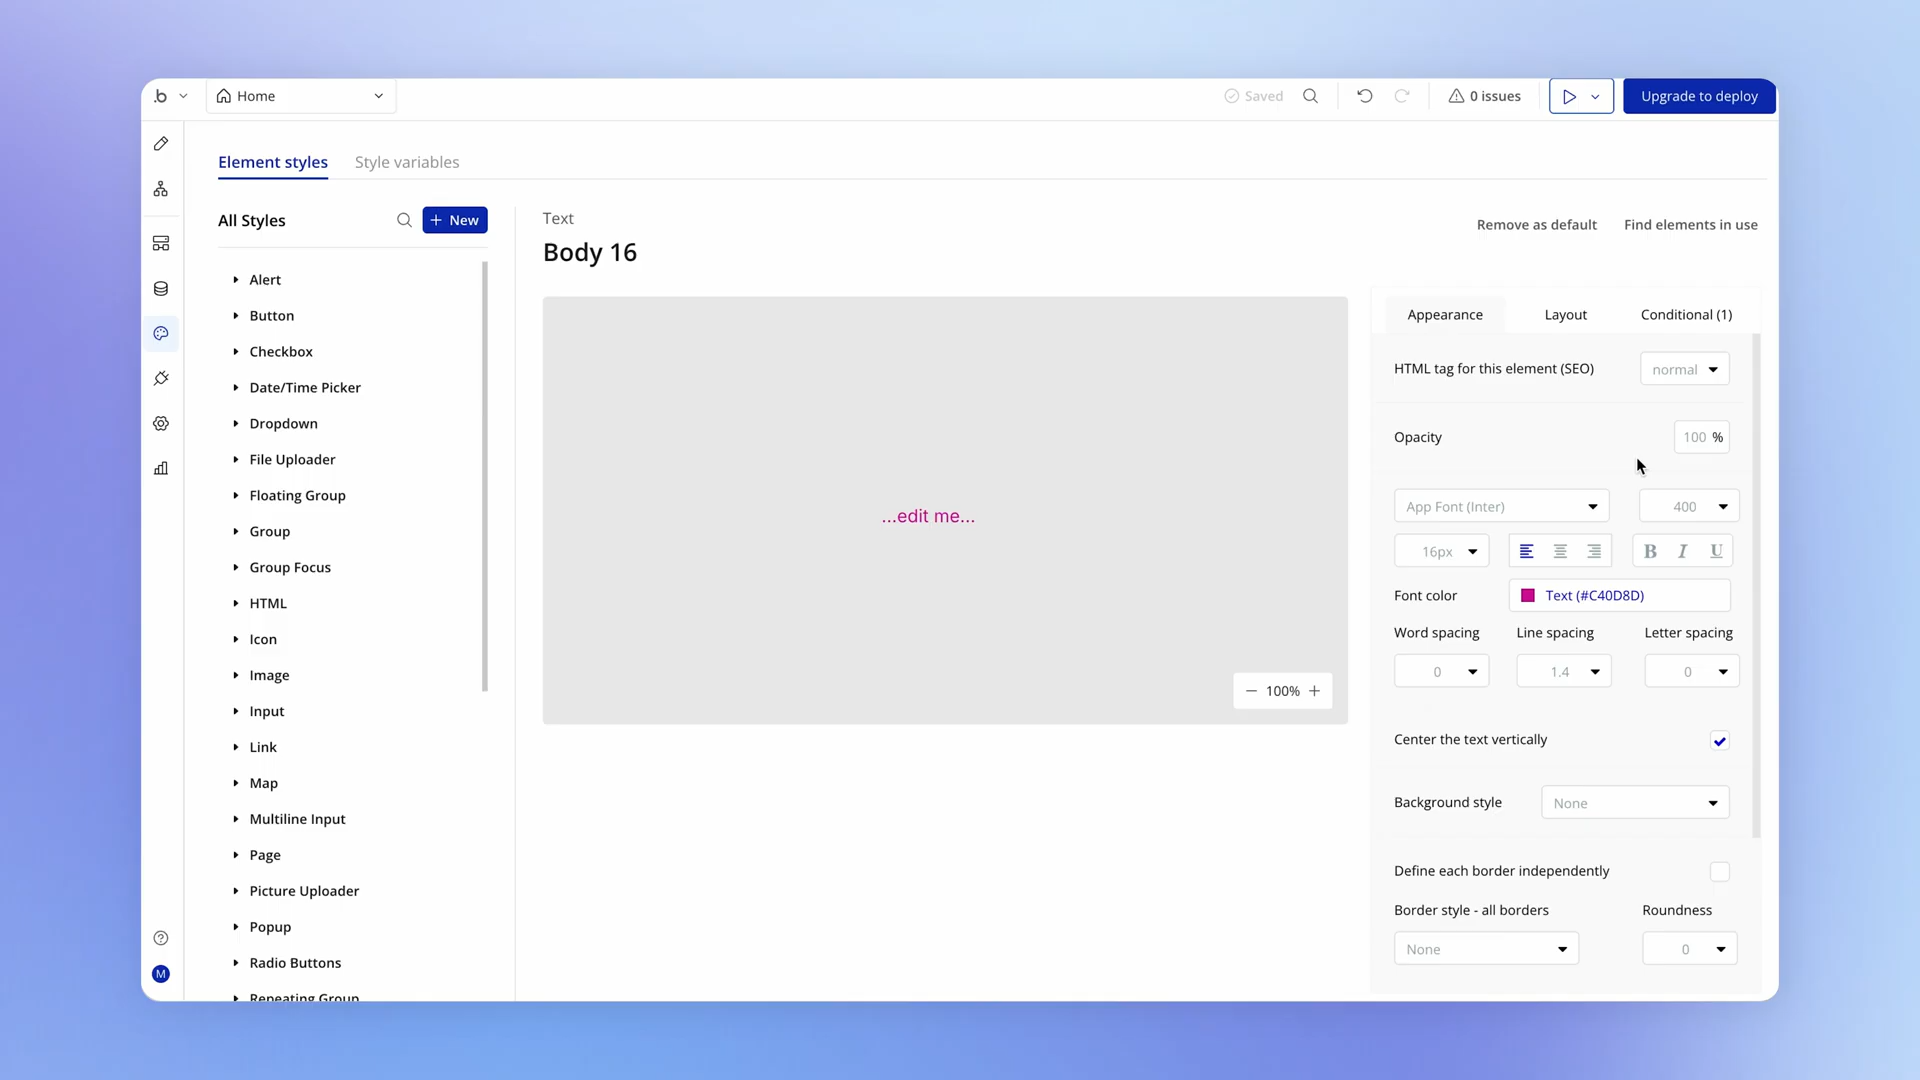 .b
Home
Saved
0 issues
Upgrade to deploy
Element styles
Style variables
All Styles
+ New
Alert
Button
Checkbox
Date/Time Picker
Dropdown
File Uploader
Floating Group
Group
Group Focus
HTML
Icon
Image
Input
Link
Map
Multiline Input
Page
Picture Uploader
Popup
Radio Buttons
Repeating Group
M
Text
Body 16
Remove as default
Find elements in use
...edit me...
100%
Appearance
Layout
Conditional (1)
HTML tag for this element (SEO)
normal
Opacity
100 %
App Font (Inter)
400
16px
B I U
Font color
Text (#C40D8D)
Word spacing
Line spacing
Letter spacing
0
1.4
0
Center the text vertically
Background style
None
Define each border independently
Border style - all borders
Roundness
None
0